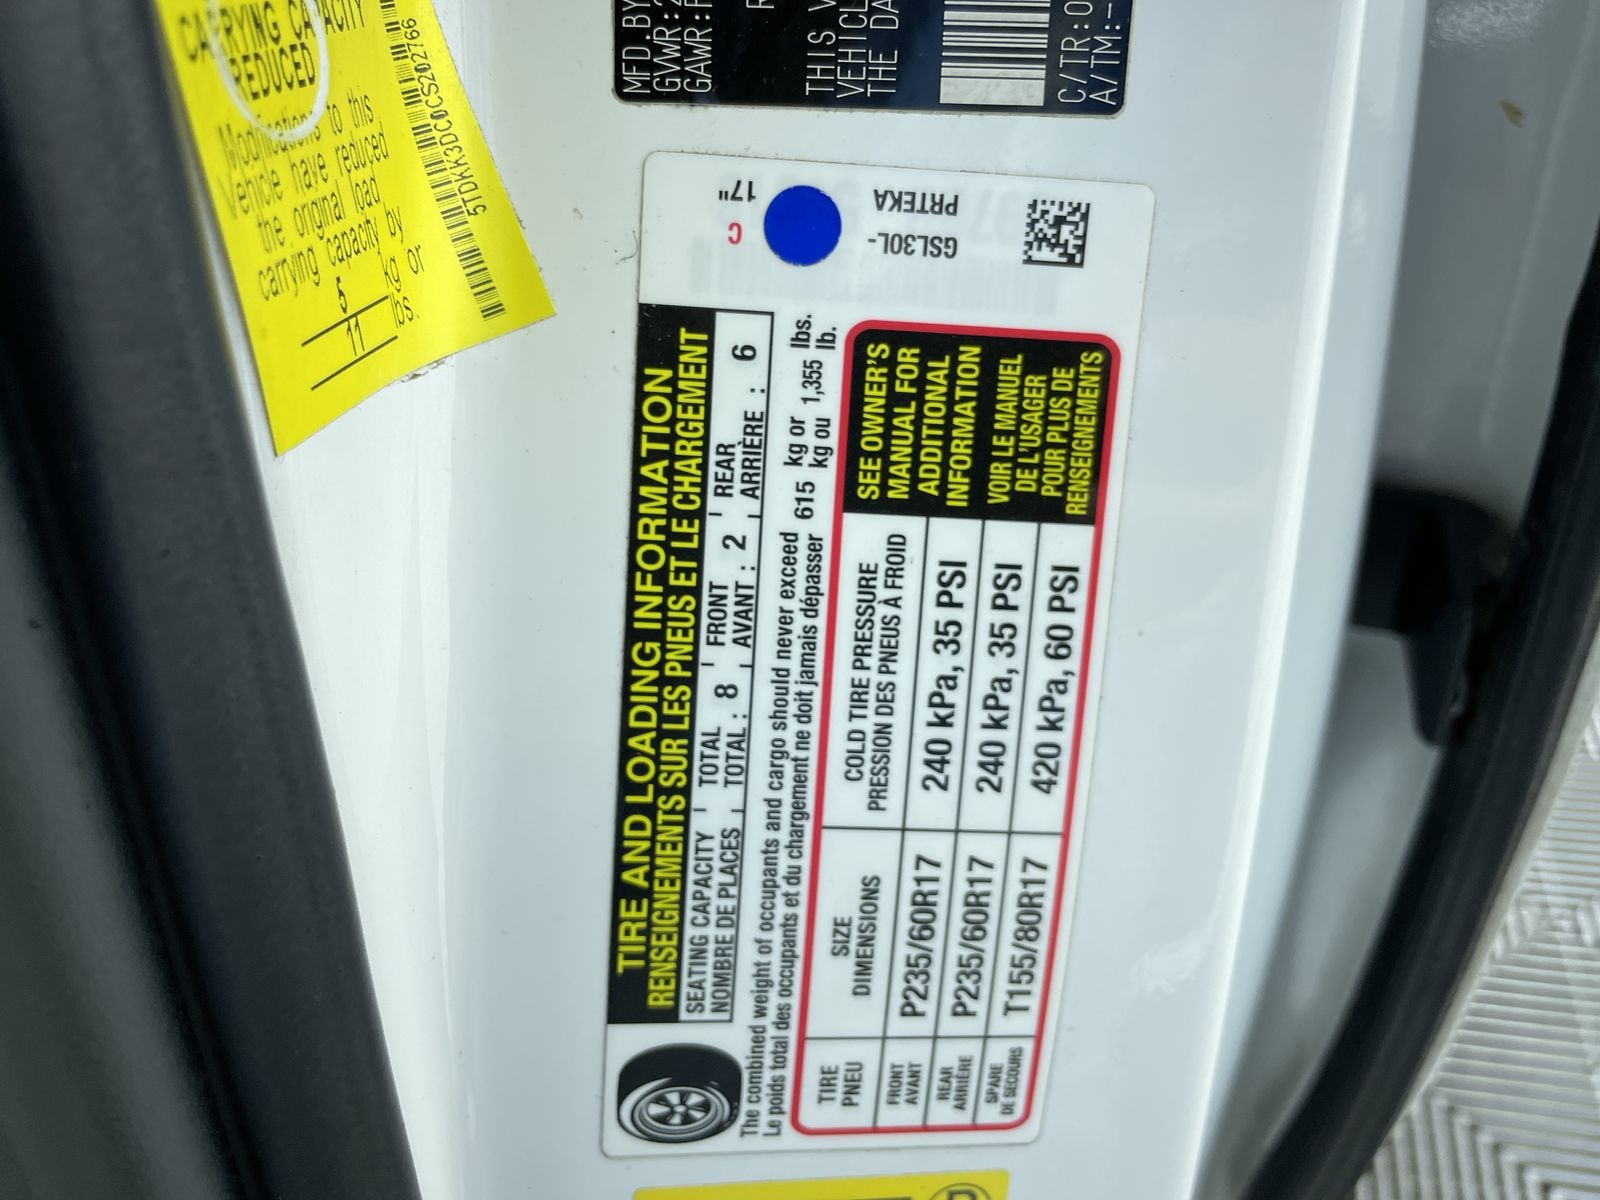 CARRYING CAPACITY
REDUCED
Modifications to this
Vehicle have reduced
the original load
carrying capacity by
5 kg or
11 lbs.
5TDKK3DC0CS202766
MFD.BY
GVWR:
GAWR:F
THIS V
VEHICL
THE DA
C/TR:0
A/TM:-
17"
C
GSL30L-
PRTEKA
TIRE AND LOADING INFORMATION
RENSEIGNEMENTS SUR LES PNEUS ET LE CHARGEMENT
SEATING CAPACITY TOTAL FRONT REAR
NOMBRE DE PLACES TOTAL : 8 AVANT : 2 ARRIÈRE : 6
The combined weight of occupants and cargo should never exceed 615 kg or 1,355 lbs.
Le poids total des occupants et du chargement ne doit jamais dépasser kg ou lb.
TIRE SIZE COLD TIRE PRESSURE
PNEU DIMENSIONS PRESSION DES PNEUS À FROID
FRONT
AVANT P235/60R17 240 kPa, 35 PSI
REAR
ARRIÈRE P235/60R17 240 kPa, 35 PSI
SPARE
DE SECOURS T155/80R17 420 kPa, 60 PSI
SEE OWNER'S
MANUAL FOR
ADDITIONAL
INFORMATION
VOIR LE MANUEL
DE L'USAGER
POUR PLUS DE
RENSEIGNEMENTS